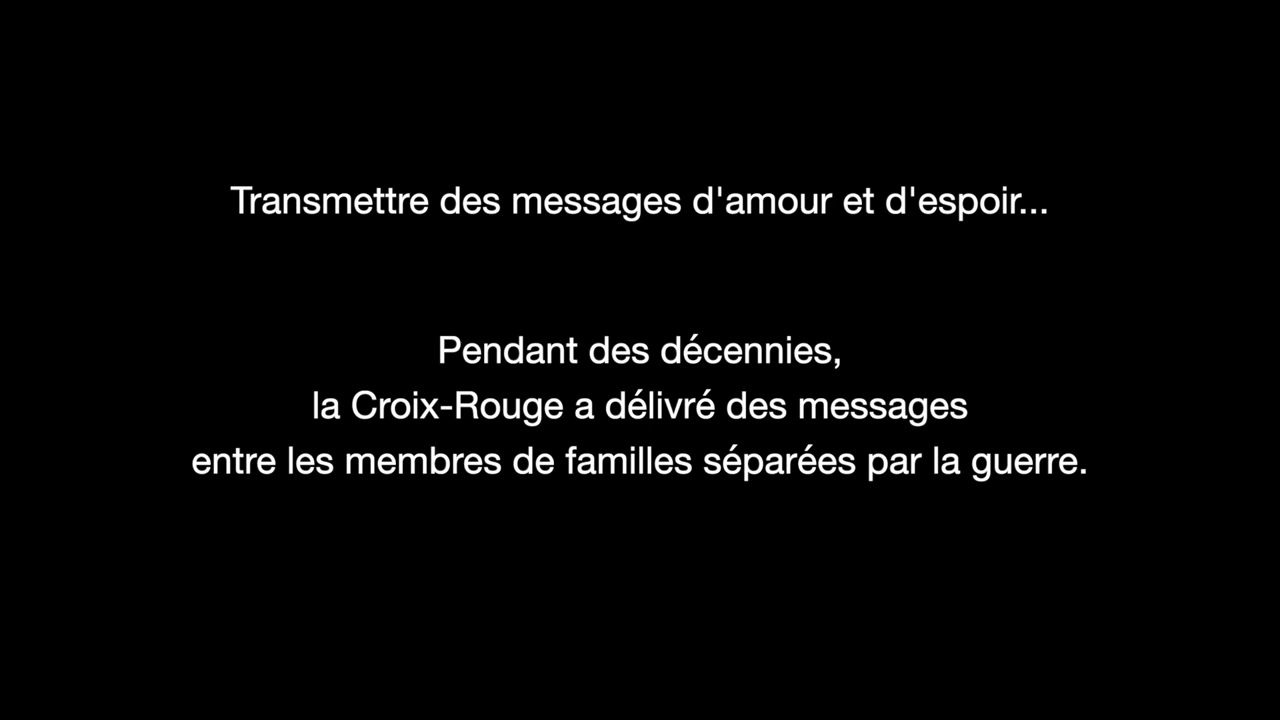 Transmettre des messages d'amour et d'espoir...
Pendant des décennies,
la Croix-Rouge a délivré des messages
entre les membres de familles séparées par la guerre.